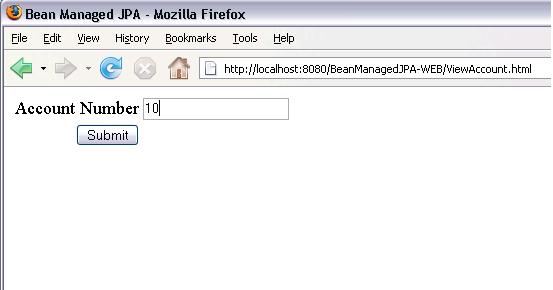 Bean Managed JPA - Mozilla Firefox
File Edit View History Bookmarks Tools Help
http://localhost:8080/BeanManagedJPA-WEB/ViewAccount.html
Account Number 10
Submit